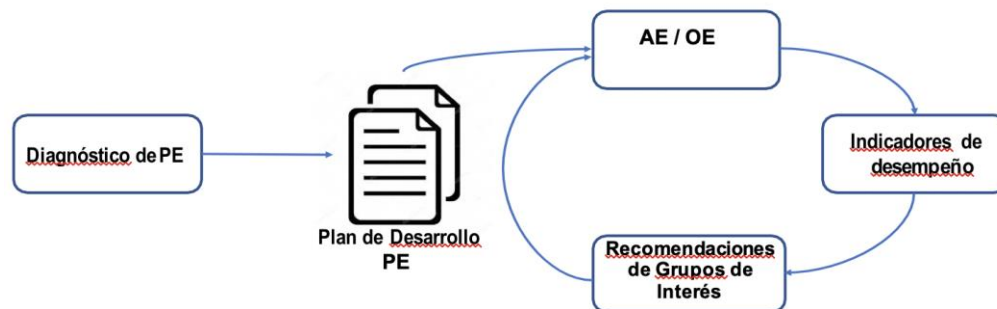 Diagnóstico de PE
Plan de Desarrollo
PE
AE / OE
Indicadores de
desempeño
Recomendaciones
de Grupos de
Interés